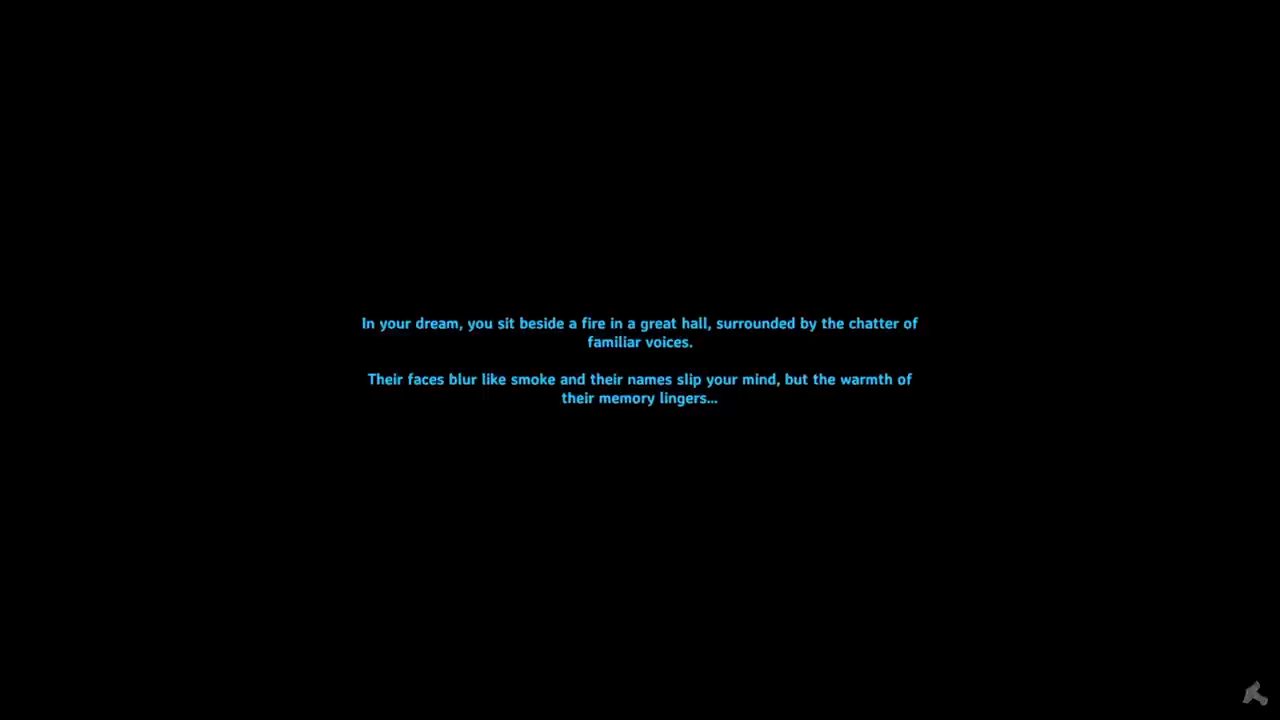 In your dream, you sit beside a fire in a great hall, surrounded by the chatter of
familiar voices.
Their faces blur like smoke and their names slip your mind, but the warmth of
their memory lingers...